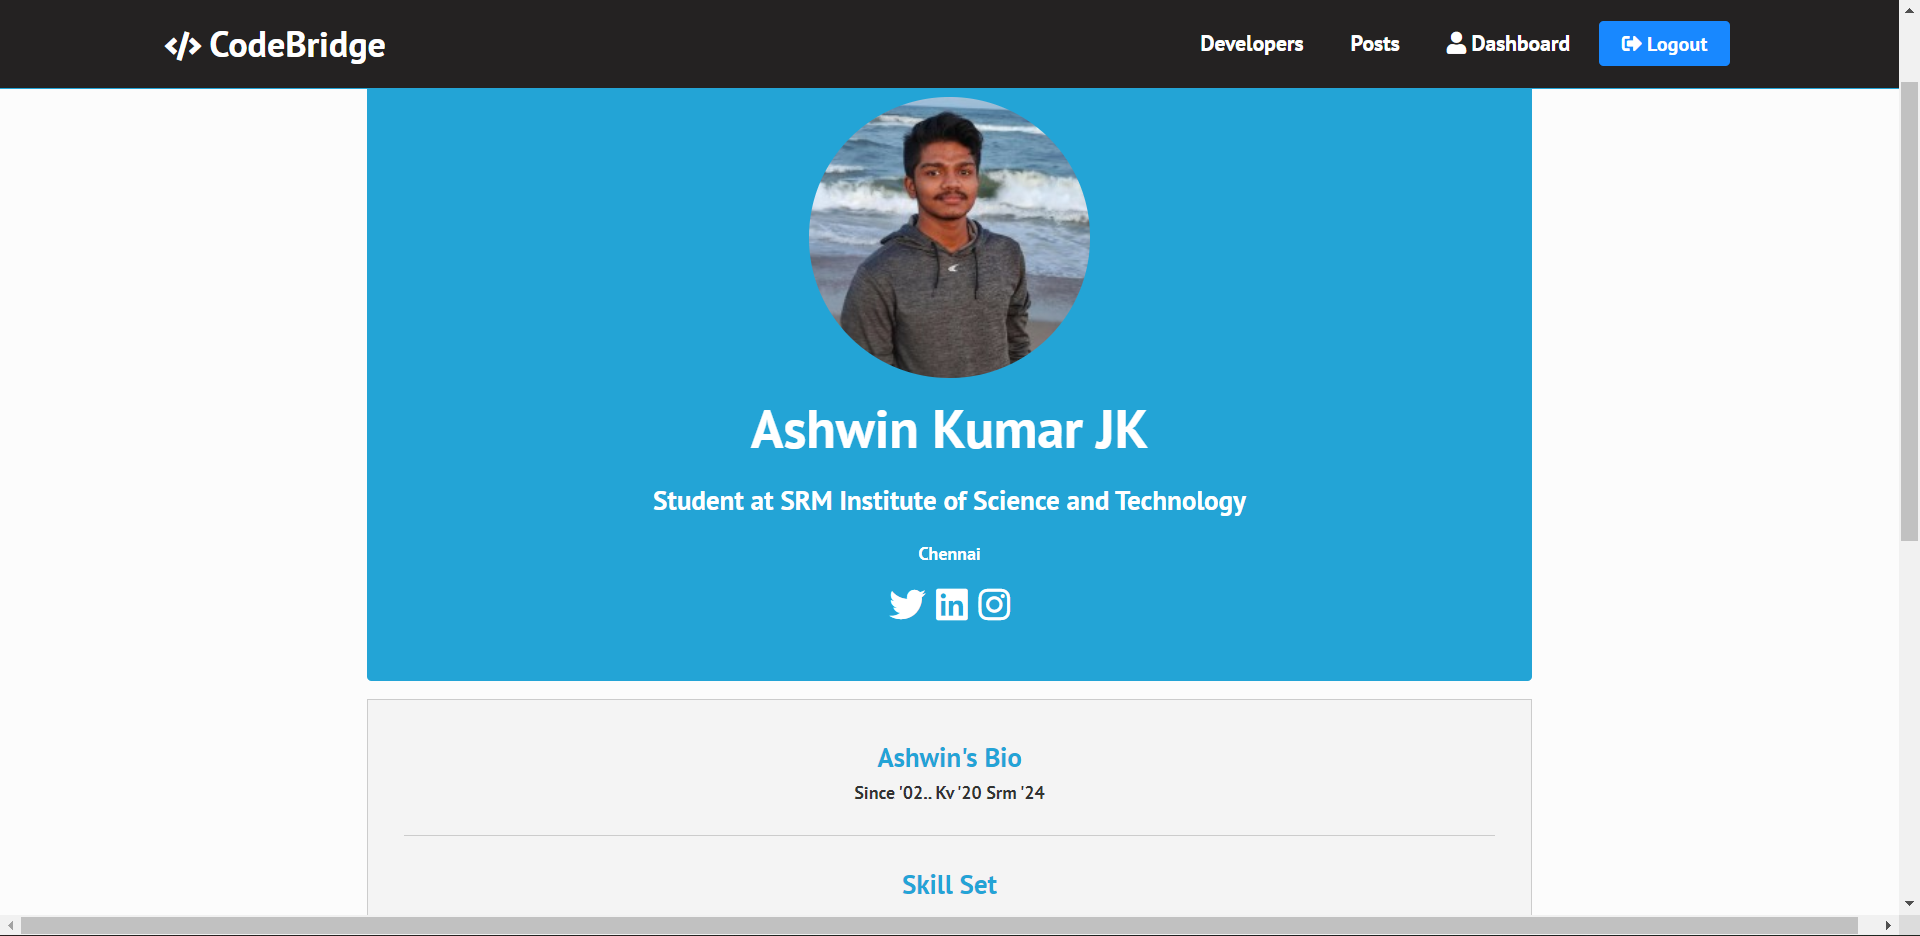 CodeBridge
Developers Posts Dashboard Logout
Ashwin Kumar JK
Student at SRM Institute of Science and Technology
Chennai
Ashwin's Bio
Since '02.. Kv '20 Srm '24
Skill Set